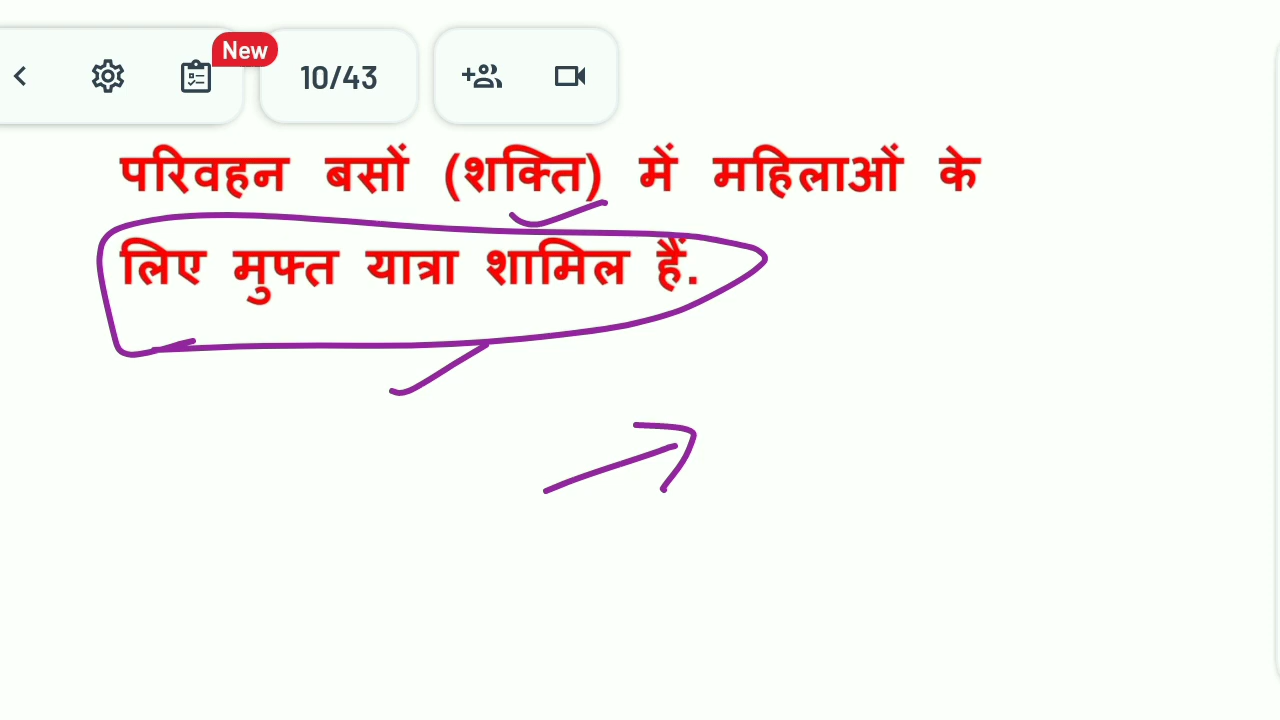 New
10/43
परिवहन बसों (शक्ति) में महिलाओं के
लिए मुफ्त यात्रा शामिल हैं.